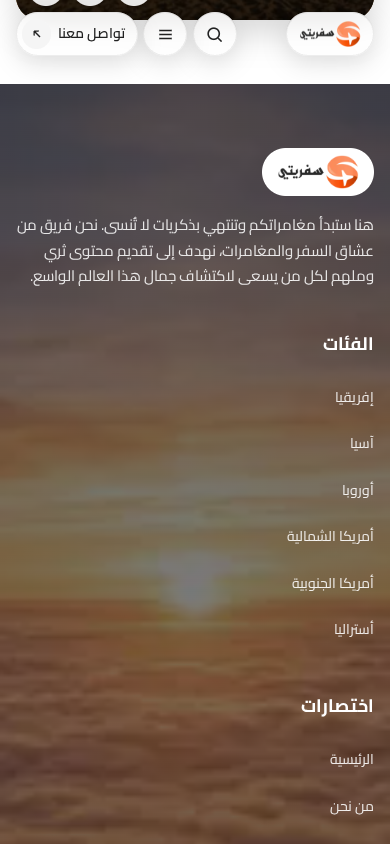 سفريتي
تواصل معنا
سفريتي
هنا ستبدأ مغامراتكم وتنتهي بذكريات لا تُنسى. نحن فريق من
عشاق السفر والمغامرات، نهدف إلى تقديم محتوى ثري
وملهم لكل من يسعى لاكتشاف جمال هذا العالم الواسع.
الفئات
إفريقيا
آسيا
أوروبا
أمريكا الشمالية
أمريكا الجنوبية
أستراليا
اختصارات
الرئيسية
من نحن